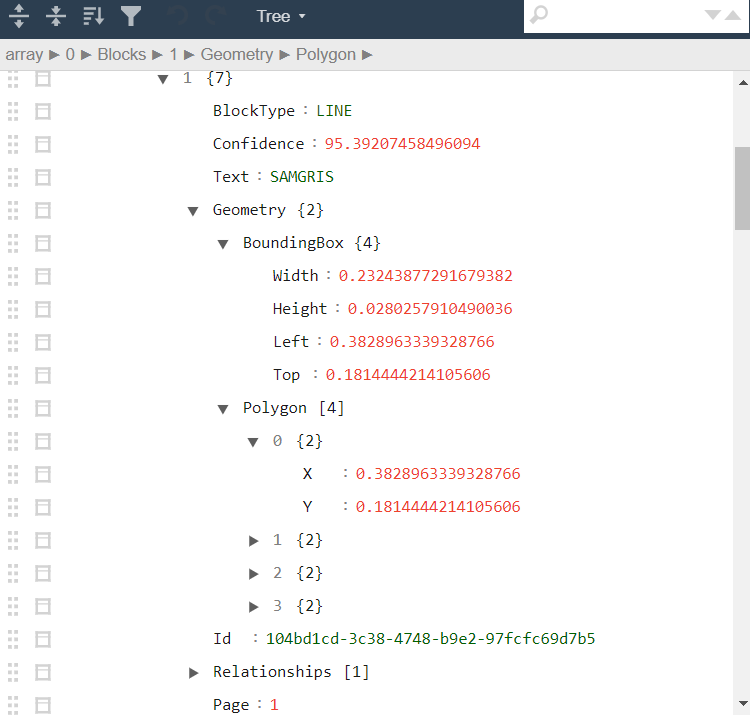 Tree
array ▶ 0 ▶ Blocks ▶ 1 ▶ Geometry ▶ Polygon ▶
1 {7}
BlockType : LINE
Confidence : 95.39207458496094
Text : SAMGRIS
Geometry {2}
BoundingBox {4}
Width : 0.23243877291679382
Height : 0.0280257910490036
Left : 0.3828963339328766
Top : 0.1814444214105606
Polygon [4]
0 {2}
X : 0.3828963339328766
Y : 0.1814444214105606
1 {2}
2 {2}
3 {2}
Id : 104bd1cd-3c38-4748-b9e2-97fcfc69d7b5
Relationships [1]
Page : 1